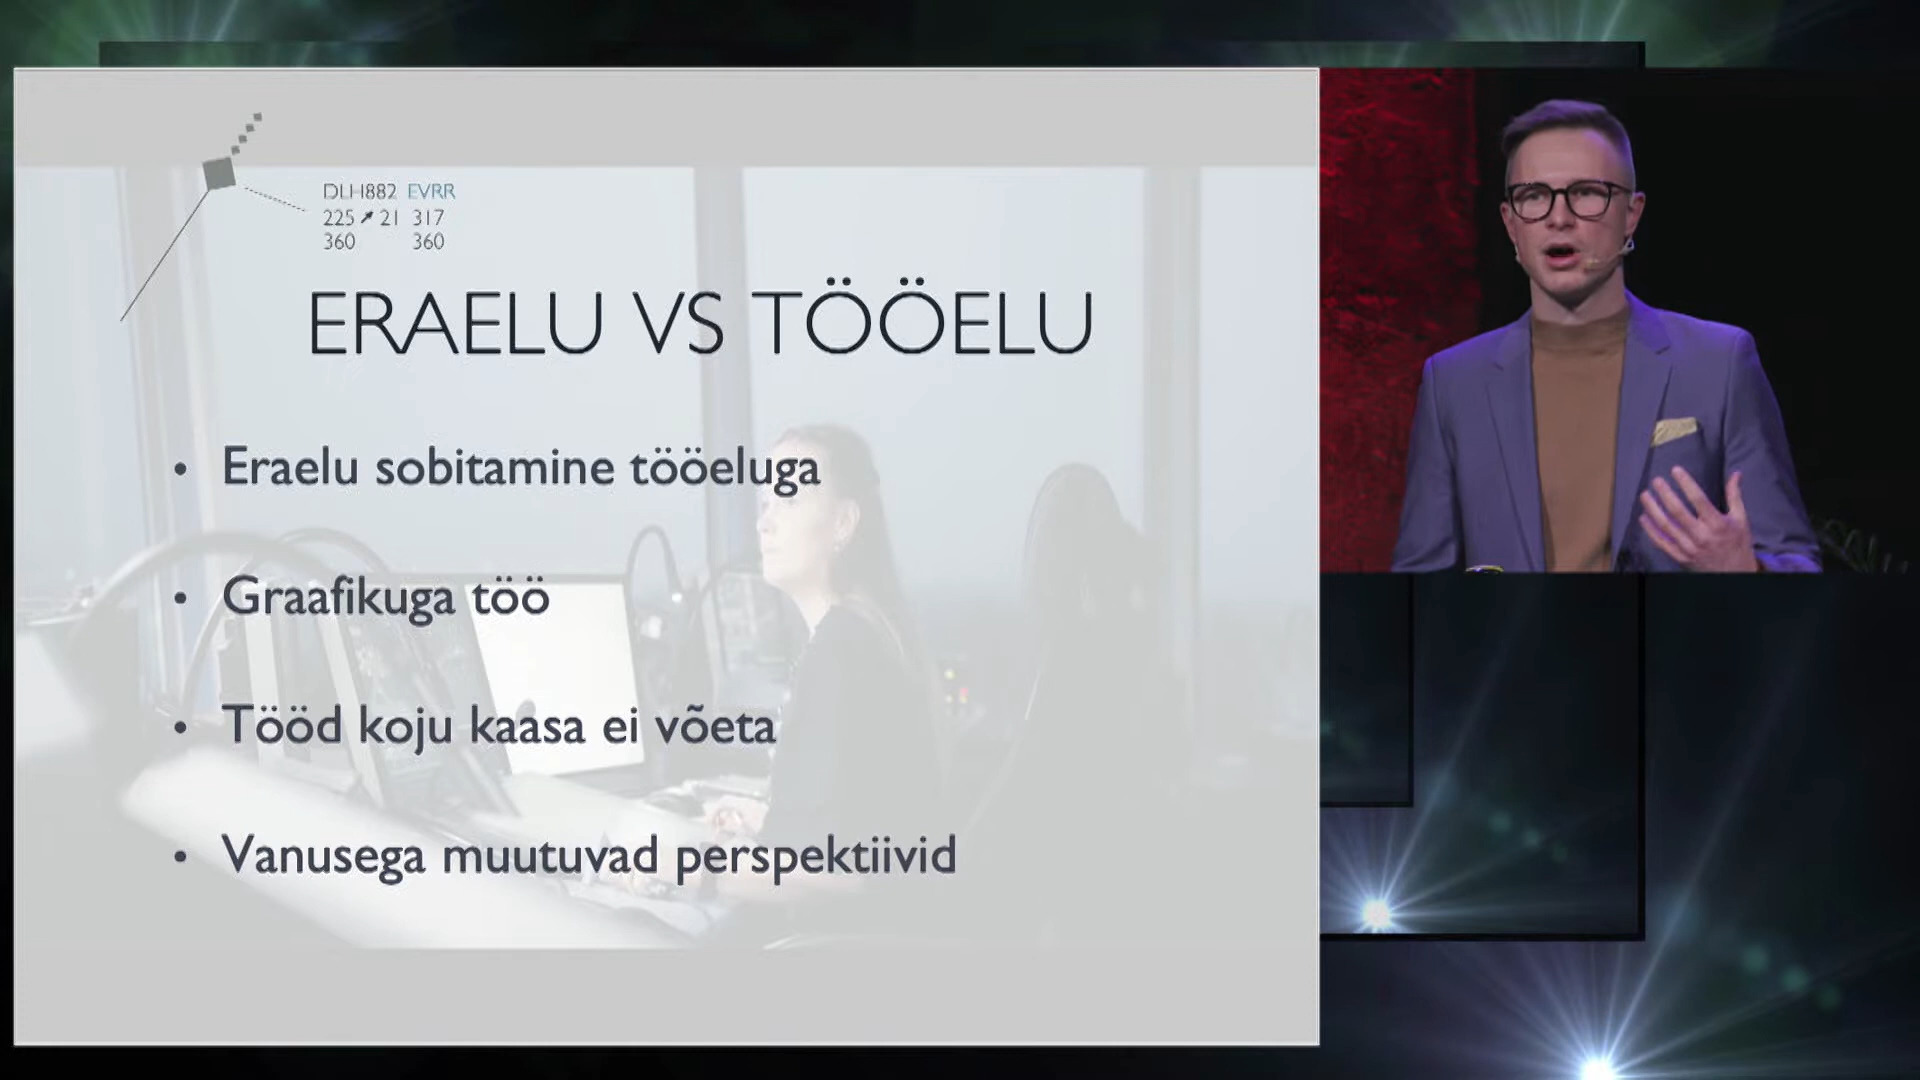 DLH882 EVRR
225 ↗ 21 317
360 360
ERAELU VS TÖÖELU
• Eraelu sobitamine tööeluga
• Graafikuga töö
• Tööd koju kaasa ei võeta
• Vanusega muutuvad perspektiivid